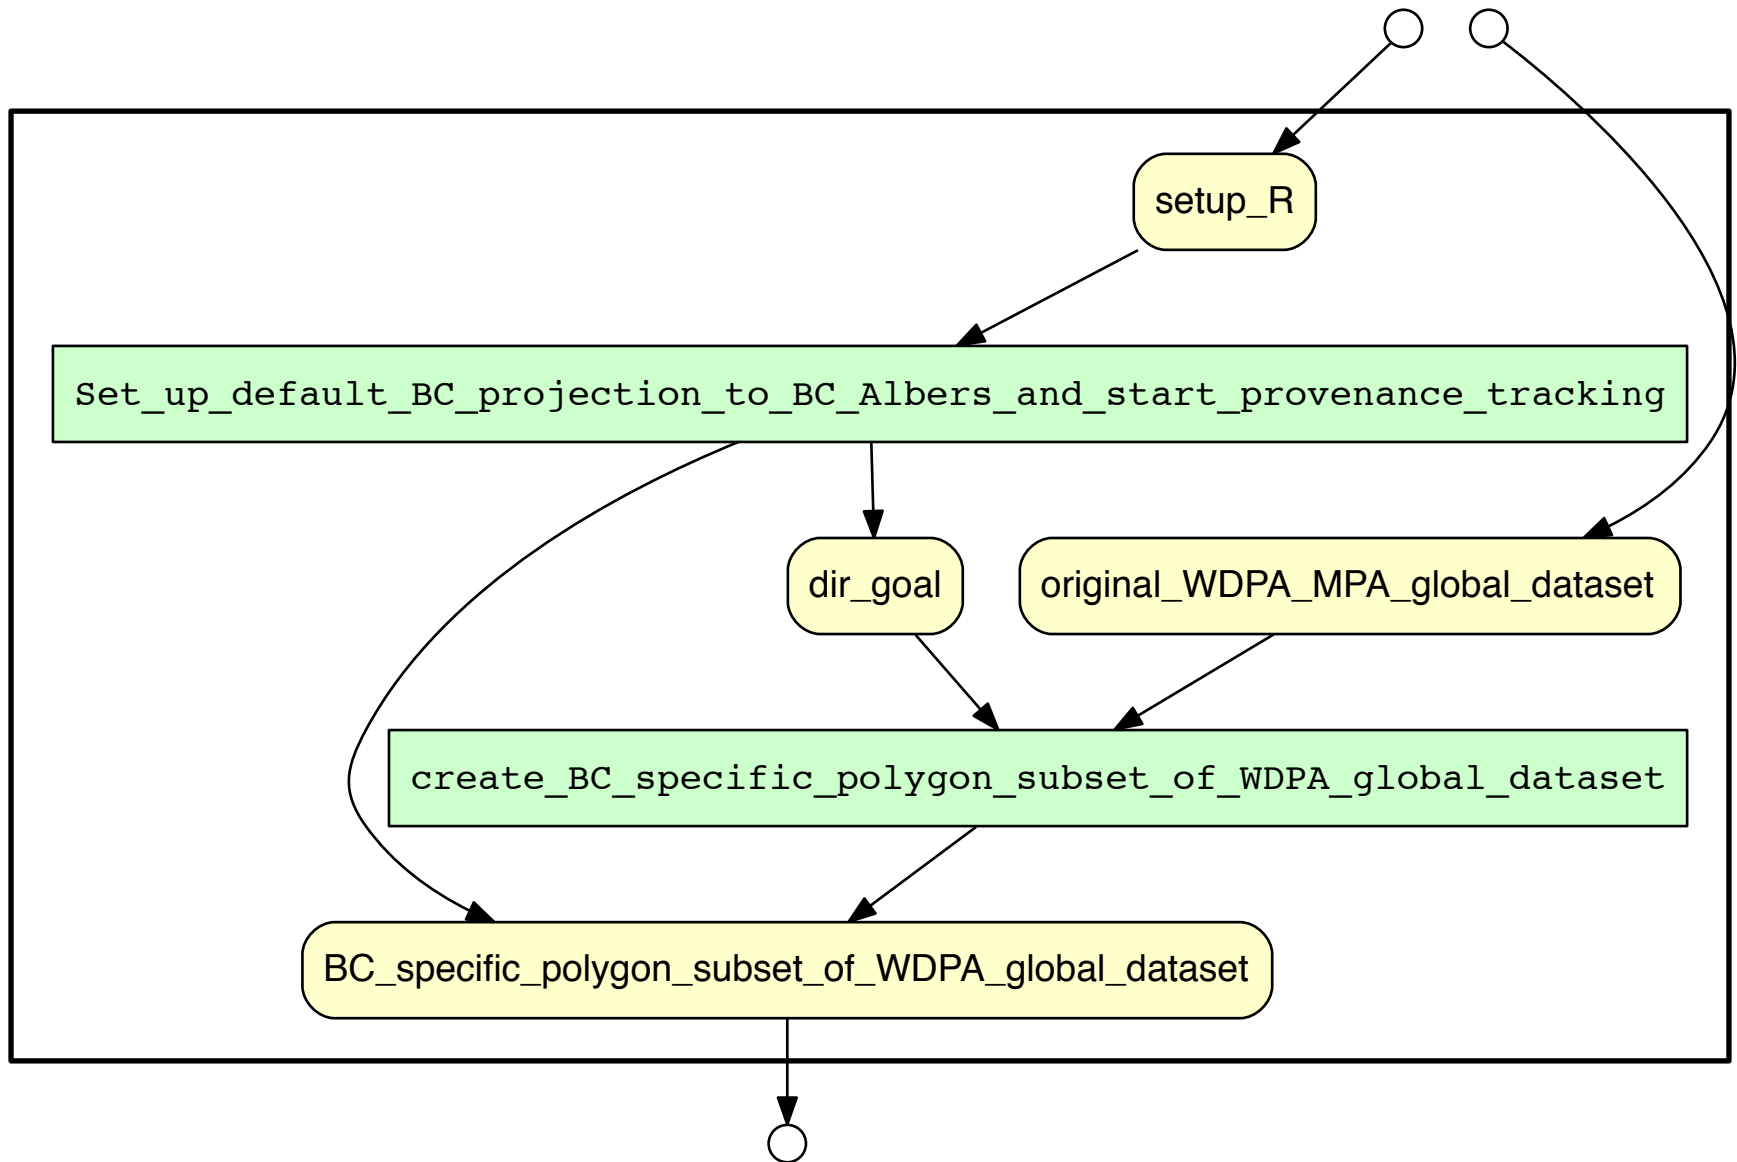 setup_R
Set_up_default_BC_projection_to_BC_Albers_and_start_provenance_tracking
dir_goal
original_WDPA_MPA_global_dataset
create_BC_specific_polygon_subset_of_WDPA_global_dataset
BC_specific_polygon_subset_of_WDPA_global_dataset